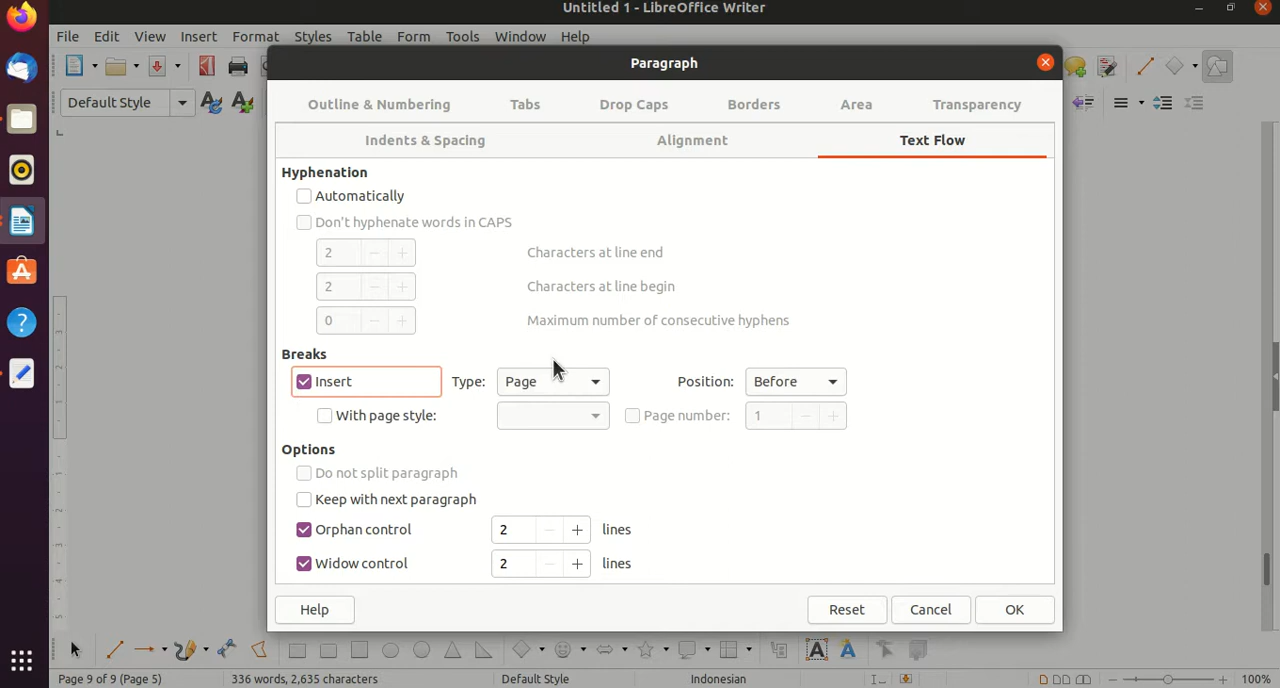 Untitled 1 - LibreOffice Writer
File Edit View Insert Format Styles Table Form Tools Window Help
Paragraph
Default Style
Outline & Numbering Tabs Drop Caps Borders Area Transparency
Indents & Spacing Alignment Text Flow
Hyphenation
Automatically
Don't hyphenate words in CAPS
2 Characters at line end
2 Characters at line begin
0 Maximum number of consecutive hyphens
Breaks
Insert Type: Page Position: Before
With page style: Page number: 1
Options
Do not split paragraph
Keep with next paragraph
Orphan control 2 lines
Widow control 2 lines
Help Reset Cancel OK
Page 9 of 9 (Page 5) 336 words, 2,635 characters Default Style Indonesian 100%